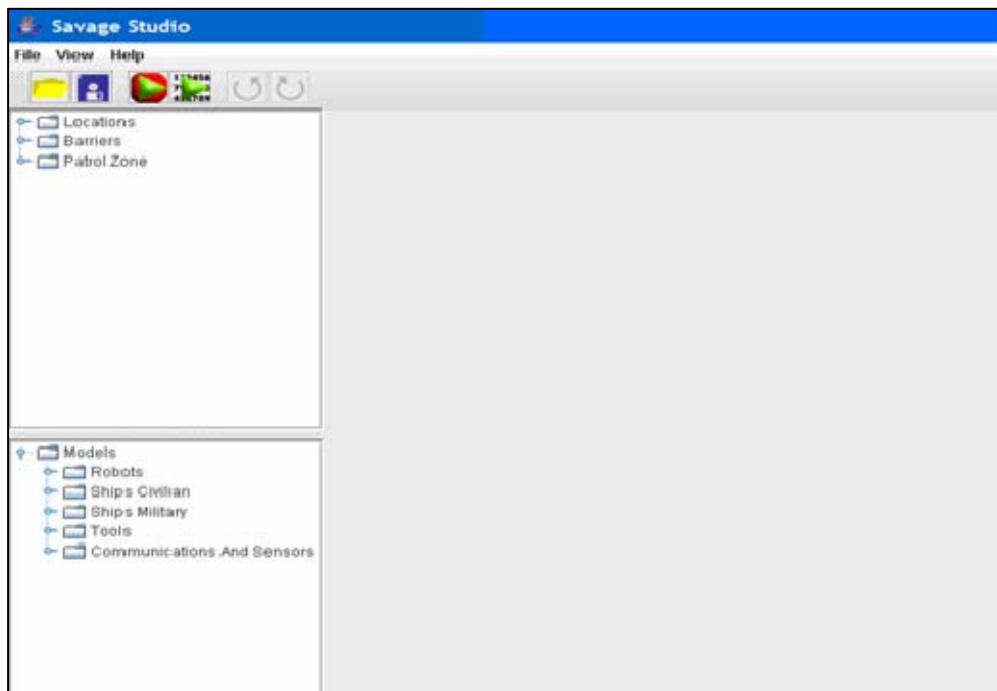 Savage Studio
File View Help
Locations
Barriers
Patrol Zone
Models
Robots
Ships Civilian
Ships Military
Tools
Communications And Sensors